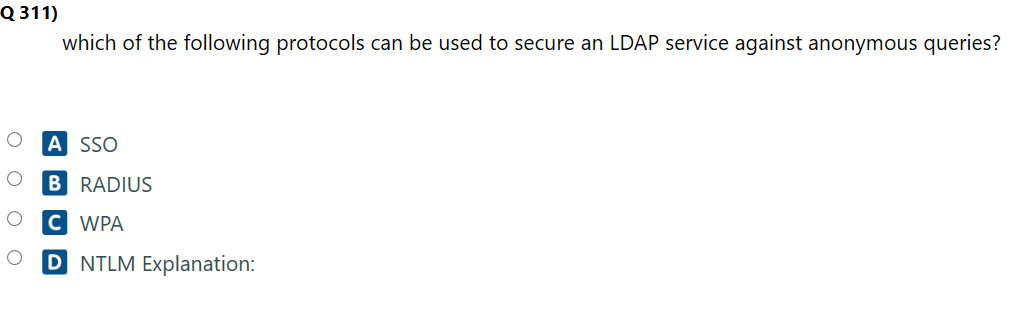 Q 311)
which of the following protocols can be used to secure an LDAP service against anonymous queries?
A SSO
B RADIUS
C WPA
D NTLM Explanation: